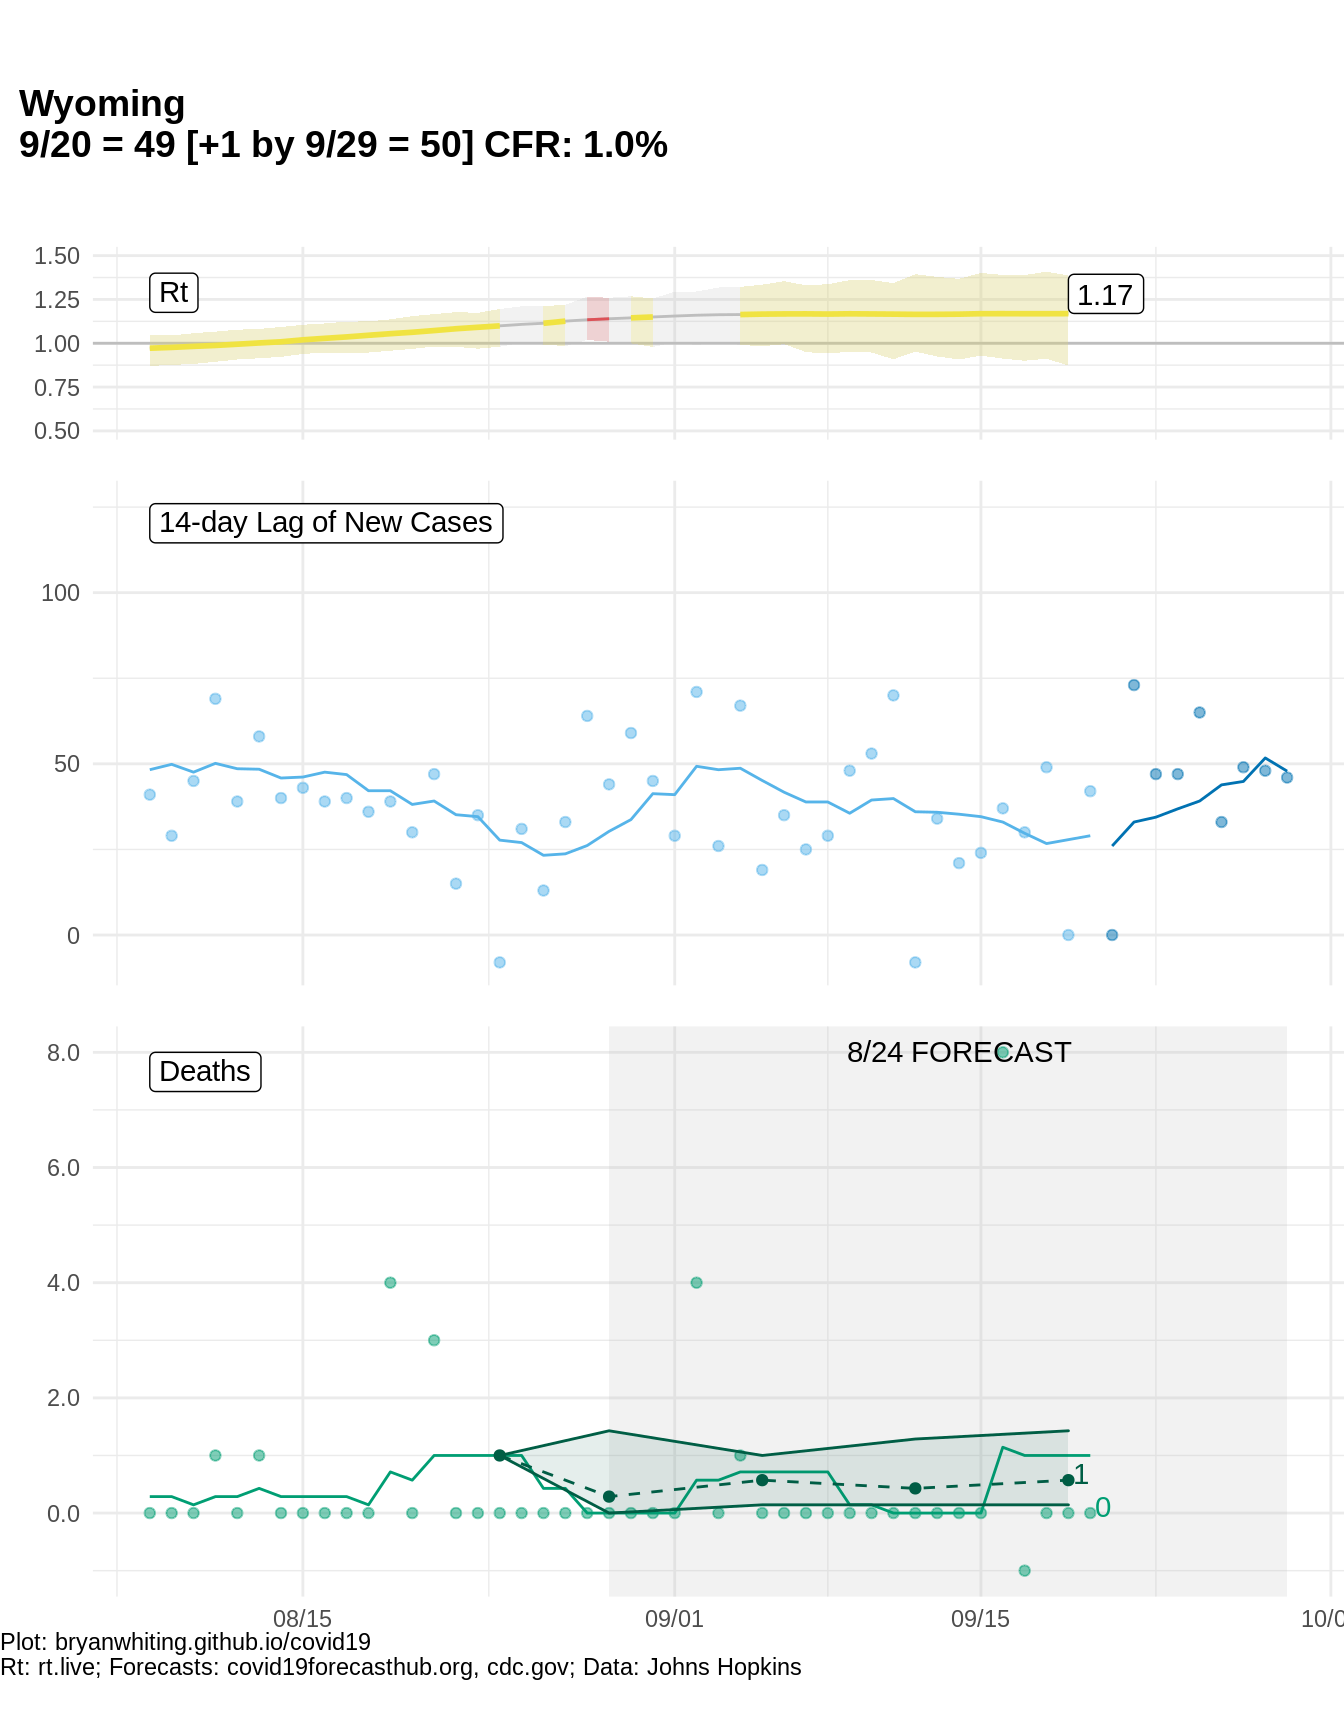 Wyoming
9/20 = 49 [+1 by 9/29 = 50] CFR: 1.0%
1.50
1.25
1.00
0.75
0.50
Rt
1.17
14-day Lag of New Cases
100
50
0
Deaths
8/24 FORECAST
8.0
6.0
4.0
2.0
0.0
1
0
08/15
09/01
09/15
10/0
Plot: bryanwhiting.github.io/covid19
Rt: rt.live; Forecasts: covid19forecasthub.org, cdc.gov; Data: Johns Hopkins